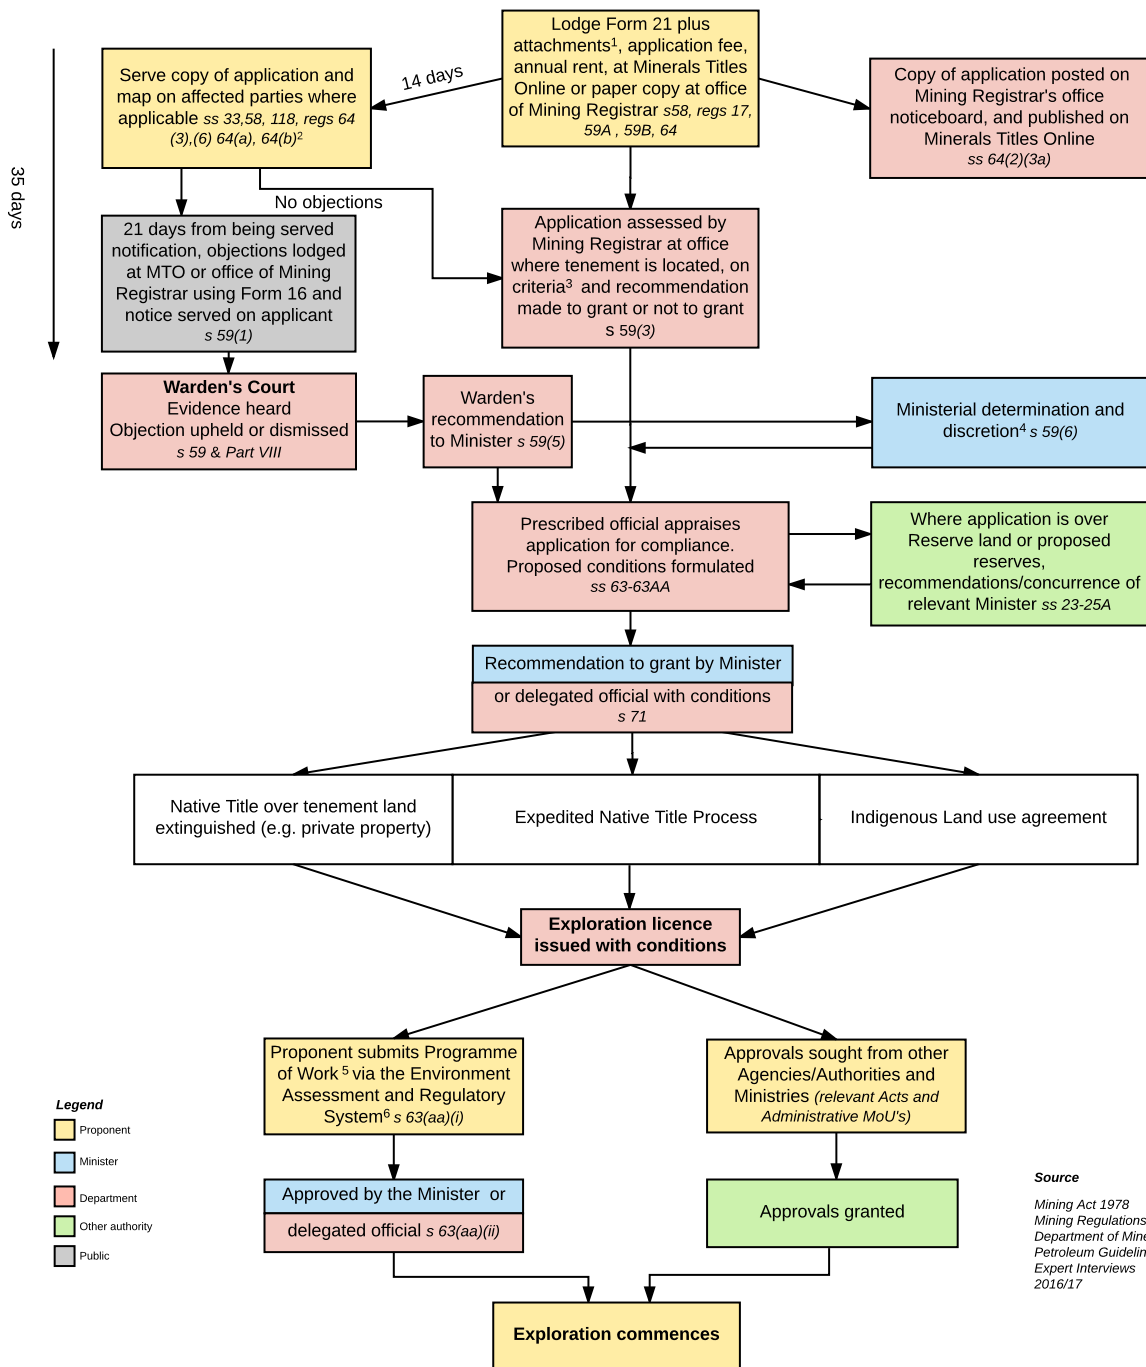 Lodge Form 21 plus
attachments¹, application fee,
annual rent, at Minerals Titles
Online or paper copy at office
of Mining Registrar s58, regs 17,
59A , 59B, 64
14 days
Serve copy of application and
map on affected parties where
applicable ss 33,58, 118, regs 64
(3),(6) 64(a), 64(b)²
Copy of application posted on
Mining Registrar's office
noticeboard, and published on
Minerals Titles Online
ss 64(2)(3a)
35 days
No objections
21 days from being served
notification, objections lodged
at MTO or office of Mining
Registrar using Form 16 and
notice served on applicant
s 59(1)
Application assessed by
Mining Registrar at office
where tenement is located, on
criteria³ and recommendation
made to grant or not to grant
s 59(3)
Warden's Court
Evidence heard
Objection upheld or dismissed
s 59 & Part VIII
Warden's
recommendation
to Minister s 59(5)
Ministerial determination and
discretion⁴ s 59(6)
Prescribed official appraises
application for compliance.
Proposed conditions formulated
ss 63-63AA
Where application is over
Reserve land or proposed
reserves,
recommendations/concurrence of
relevant Minister ss 23-25A
Recommendation to grant by Minister
or delegated official with conditions
s 71
Native Title over tenement land
extinguished (e.g. private property)
Expedited Native Title Process
Indigenous Land use agreement
Exploration licence
issued with conditions
Proponent submits Programme
of Work ⁵ via the Environment
Assessment and Regulatory
System⁶ s 63(aa)(i)
Approvals sought from other
Agencies/Authorities and
Ministries (relevant Acts and
Administrative MoU's)
Approved by the Minister or
delegated official s 63(aa)(ii)
Approvals granted
Exploration commences
Legend
Proponent
Minister
Department
Other authority
Public
Source
Mining Act 1978
Mining Regulations
Department of
Petroleum
Expert Interviews
2016/17